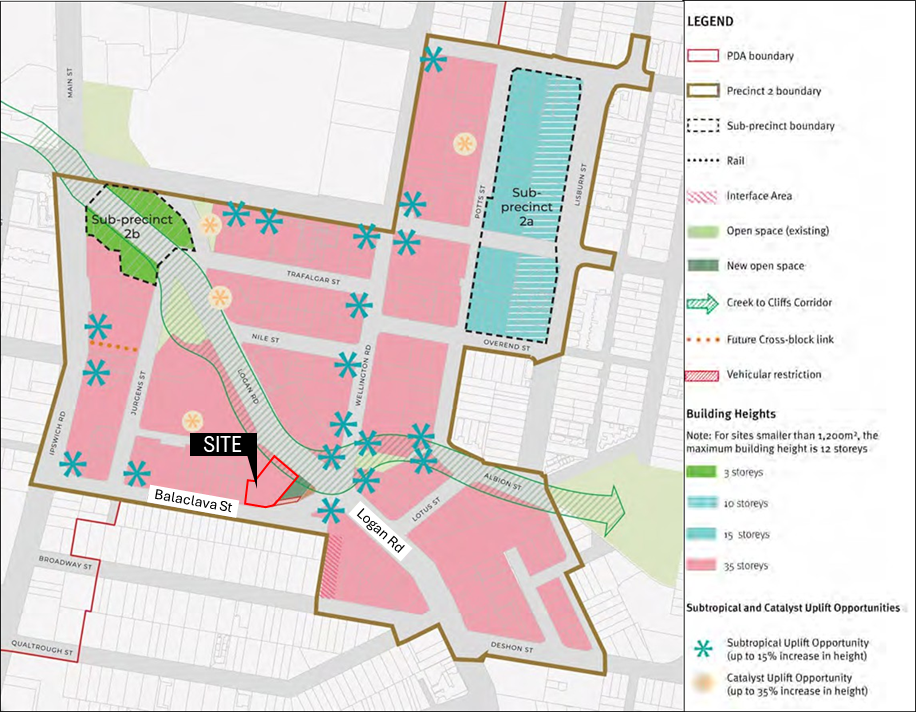 MAIN ST
Sub-precinct
2b
TRAFALGAR ST
NILE ST
LOGAN RD
WELLINGTON RD
JURGENS ST
IPSWICH RD
POTTS ST
LISBURN ST
Sub-
precinct
2a
OVEREND ST
SITE
Balaclava St
Logan Rd
LOTUS ST
ALBION ST
BROADWAY ST
QUALTROUGH ST
DESHON ST
LEGEND
PDA boundary
Precinct 2 boundary
Sub-precinct boundary
Rail
Interface Area
Open space (existing)
New open space
Creek to Cliffs Corridor
Future Cross-block link
Vehicular restriction
Building Heights
Note: For sites smaller than 1,200m², the
maximum building height is 12 storeys
3 storeys
10 storeys
15 storeys
35 storeys
Subtropical and Catalyst Uplift Opportunities
Subtropical Uplift Opportunity
(up to 15% increase in height)
Catalyst Uplift Opportunity
(up to 35% increase in height)